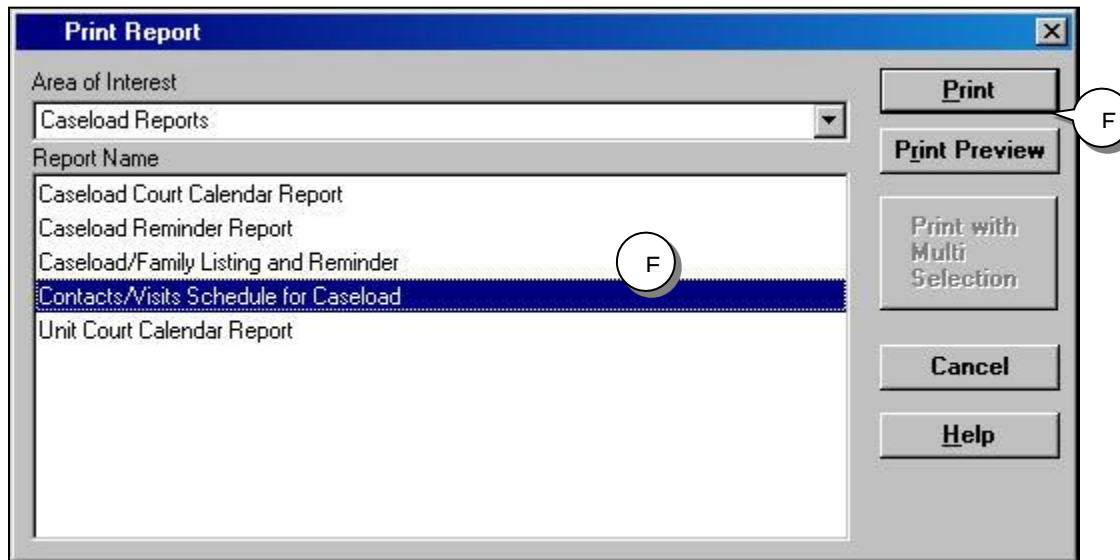 Print Report
Area of Interest
Caseload Reports
Report Name
Caseload Court Calendar Report
Caseload Reminder Report
Caseload/Family Listing and Reminder
F
Contacts/Visits Schedule for Caseload
Unit Court Calendar Report
Print
F
Print Preview
Print with
Multi
Selection
Cancel
Help